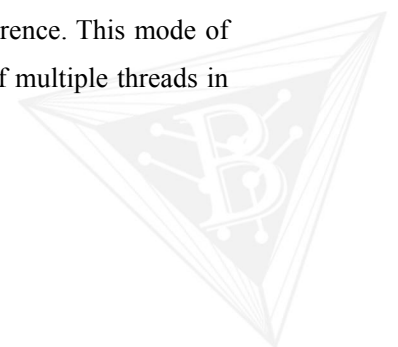 rence. This mode of
f multiple threads in
B